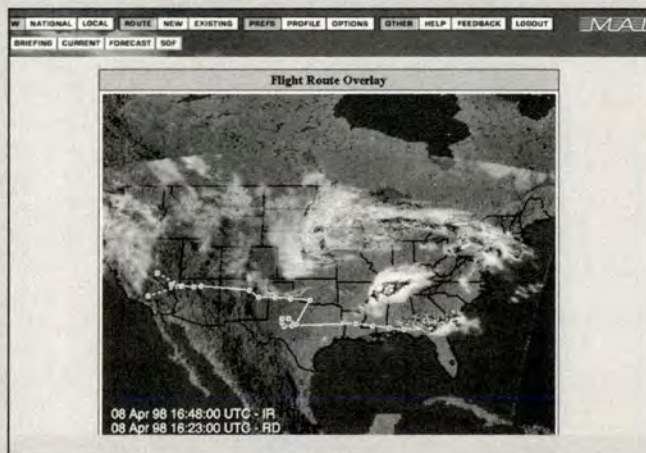 W NATIONAL LOCAL ROUTE NEW EXISTING PREFS PROFILE OPTIONS OTHER HELP FEEDBACK LOGOUT
BRIEFING CURRENT FORECAST SOF
Flight Route Overlay
08 Apr 98 16:48:00 UTC - IR
08 Apr 98 16:23:00 UTC - RD